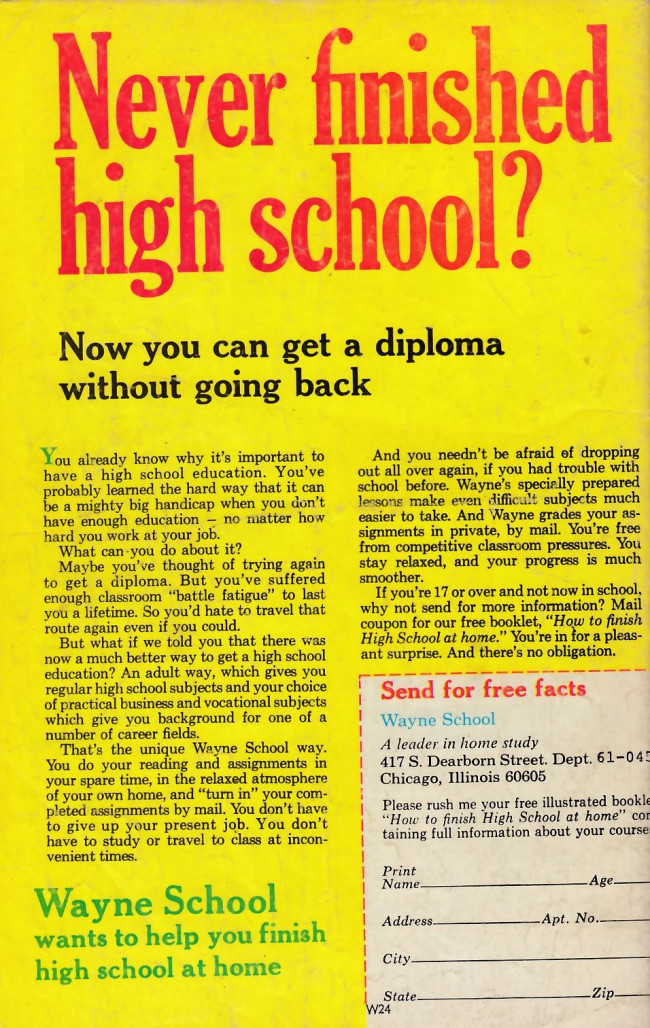 Never finished
high school?
Now you can get a diploma
without going back
You already know why it's important to
have a high school education. You've
probably learned the hard way that it can
be a mighty big handicap when you don't
have enough education — no matter how
hard you work at your job.
What can you do about it?
Maybe you've thought of trying again
to get a diploma. But you've suffered
enough classroom "battle fatigue" to last
you a lifetime. So you'd hate to travel that
route again even if you could.
But what if we told you that there was
now a much better way to get a high school
education? An adult way, which gives you
regular high school subjects and your choice
of practical business and vocational subjects
which give you background for one of a
number of career fields.
That's the unique Wayne School way.
You do your reading and assignments in
your spare time, in the relaxed atmosphere
of your own home, and "turn in" your com-
pleted assignments by mail. You don't have
to give up your present job. You don't
have to study or travel to class at incon-
venient times.
Wayne School
wants to help you finish
high school at home
And you needn't be afraid of dropping
out all over again, if you had trouble with
school before. Wayne's specially prepared
lessons make even difficult subjects much
easier to take. And Wayne grades your as-
signments in private, by mail. You're free
from competitive classroom pressures. You
stay relaxed, and your progress is much
smoother.
If you're 17 or over and not now in school,
why not send for more information? Mail
coupon for our free booklet, "How to finish
High School at home." You're in for a pleas-
ant surprise. And there's no obligation.
Send for free facts
Wayne School
A leader in home study
417 S. Dearborn Street. Dept. 61-045
Chicago, Illinois 60605
Please rush me your free illustrated bookle
"How to finish High School at home" con
taining full information about your course
Print
Name Age
Address Apt. No.
City
State Zip
W24